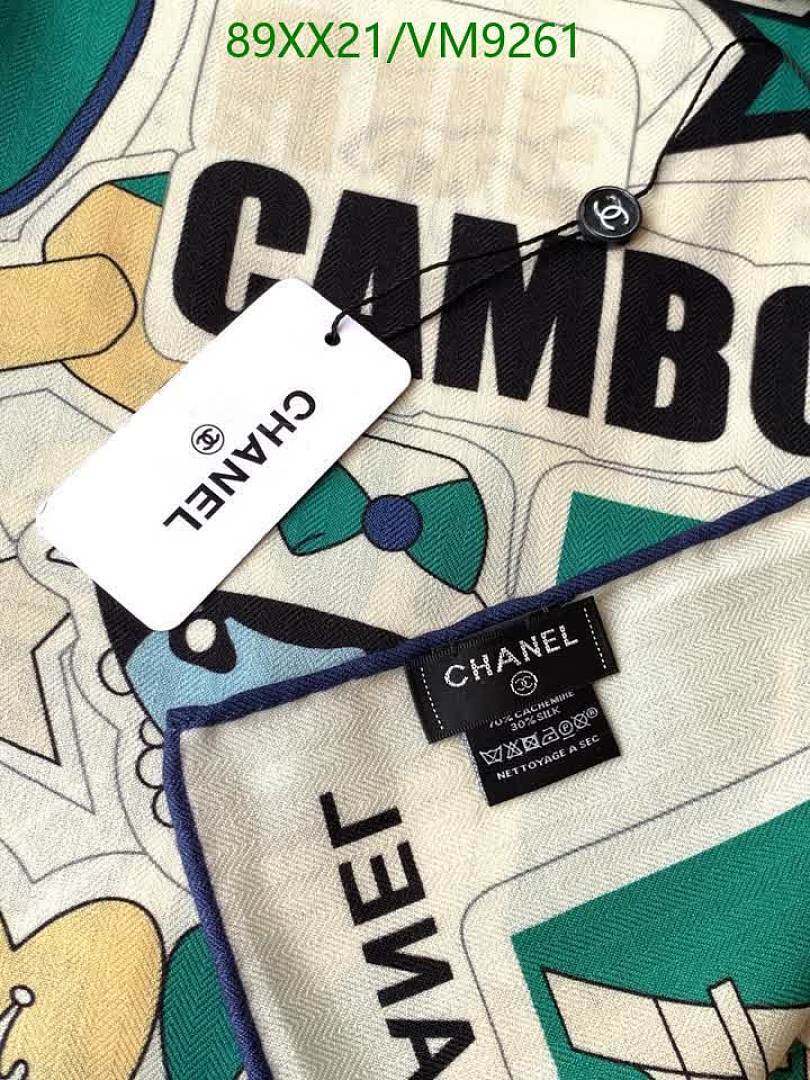 89XX21/VM9261
CAMBO
CHANEL
CHANEL
70% CACHEMIRE
30% SILK
NETTOYAGE A SEC
CHANEL